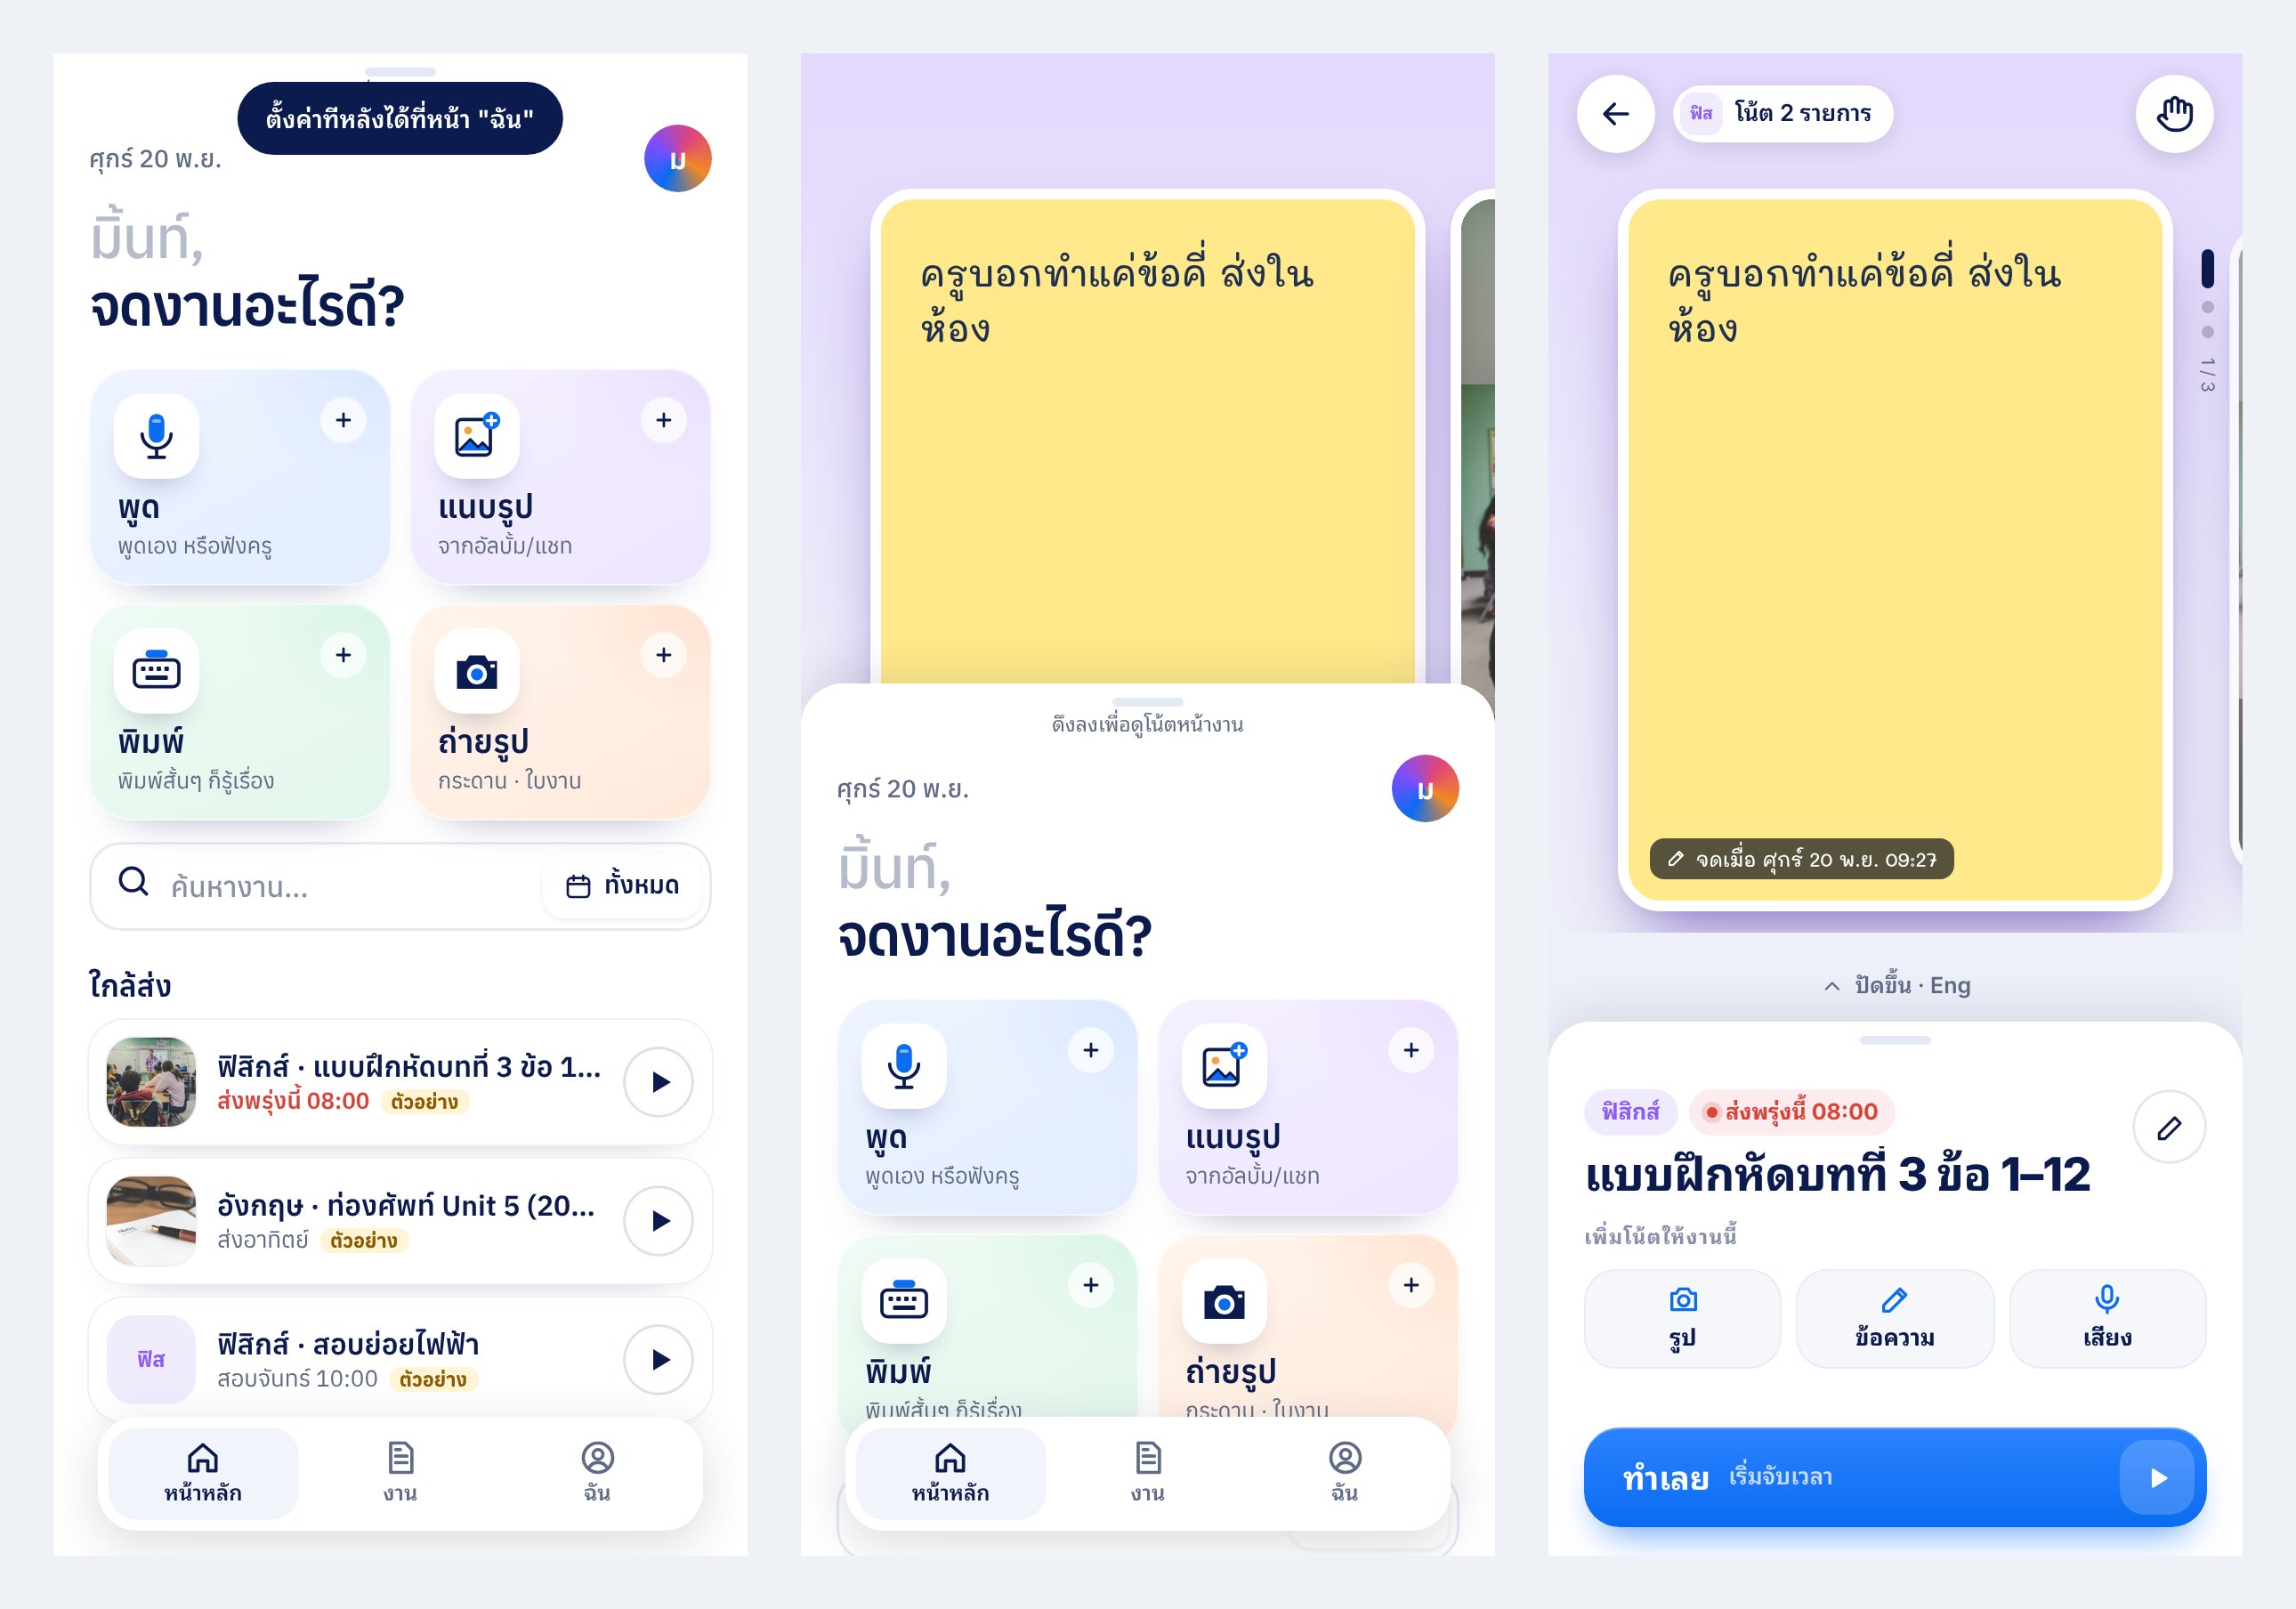 ตั้งค่าทีหลังได้ที่หน้า "ฉัน"
ศุกร์ 20 พ.ย.
ม
มิ้นท์,
จดงานอะไรดี?
พูด
พูดเอง หรือฟังครู
แนบรูป
จากอัลบั้ม/แชท
พิมพ์
พิมพ์สั้นๆ ก็รู้เรื่อง
ถ่ายรูป
กระดาน · ใบงาน
ค้นหางาน...
ทั้งหมด
ใกล้ส่ง
ฟิสิกส์ · แบบฝึกหัดบทที่ 3 ข้อ 1...
ส่งพรุ่งนี้ 08:00 ตัวอย่าง
อังกฤษ · ท่องศัพท์ Unit 5 (20...
ส่งอาทิตย์ ตัวอย่าง
ฟิส
ฟิสิกส์ · สอบย่อยไฟฟ้า
สอบจันทร์ 10:00 ตัวอย่าง
หน้าหลัก
งาน
ฉัน
ครูบอกทำแค่ข้อคี่ ส่งใน
ห้อง
ดึงลงเพื่อดูโน้ตหน้างาน
ศุกร์ 20 พ.ย.
ม
มิ้นท์,
จดงานอะไรดี?
พูด
พูดเอง หรือฟังครู
แนบรูป
จากอัลบั้ม/แชท
พิมพ์
พิมพ์สั้นๆ ก็รู้เรื่อง
ถ่ายรูป
กระดาน · ใบงาน
หน้าหลัก
งาน
ฉัน
ฟิส
โน้ต 2 รายการ
ครูบอกทำแค่ข้อคี่ ส่งใน
ห้อง
1/3
จดเมื่อ ศุกร์ 20 พ.ย. 09:27
ปัดขึ้น · Eng
ฟิสิกส์
ส่งพรุ่งนี้ 08:00
แบบฝึกหัดบทที่ 3 ข้อ 1–12
เพิ่มโน้ตให้งานนี้
รูป
ข้อความ
เสียง
ทำเลย เริ่มจับเวลา